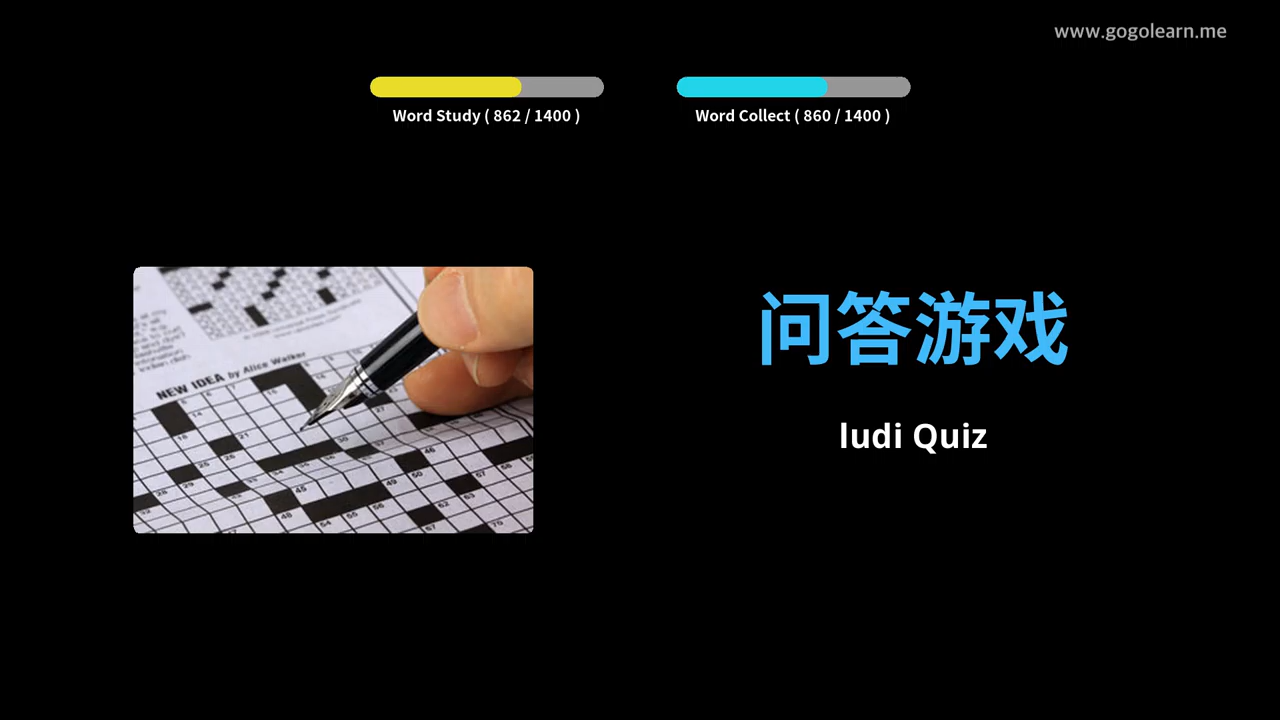 www.gogolearn.me
Word Study ( 862 / 1400 )
Word Collect ( 860 / 1400 )
NEW IDEA by Alice Walker
问答游戏
ludi Quiz